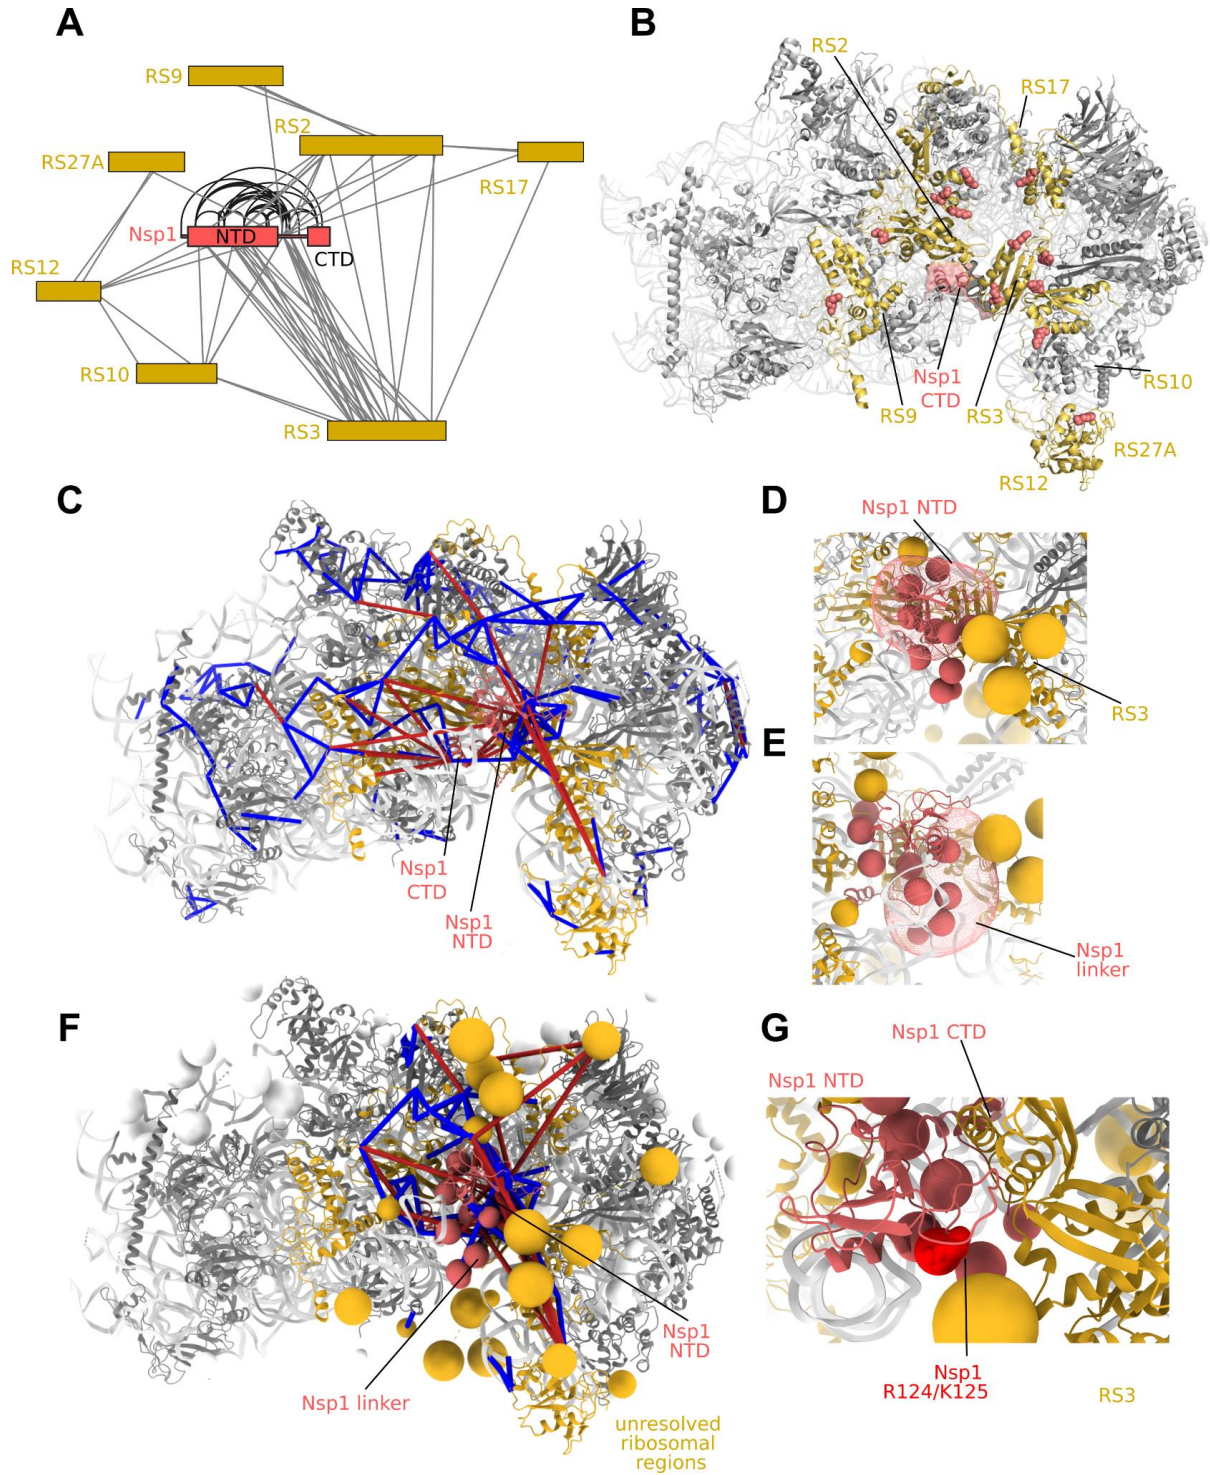 A
RS9
RS2
RS27A
RS17
Nsp1
NTD
CTD
RS12
RS10
RS3
B
RS2
RS17
Nsp1
CTD
RS9
RS3
RS10
RS27A
RS12
C
Nsp1
CTD
Nsp1
NTD
D
Nsp1 NTD
RS3
E
Nsp1
linker
F
Nsp1
NTD
Nsp1 linker
unresolved
ribosomal
regions
G
Nsp1 CTD
Nsp1 NTD
Nsp1
R124/K125
RS3